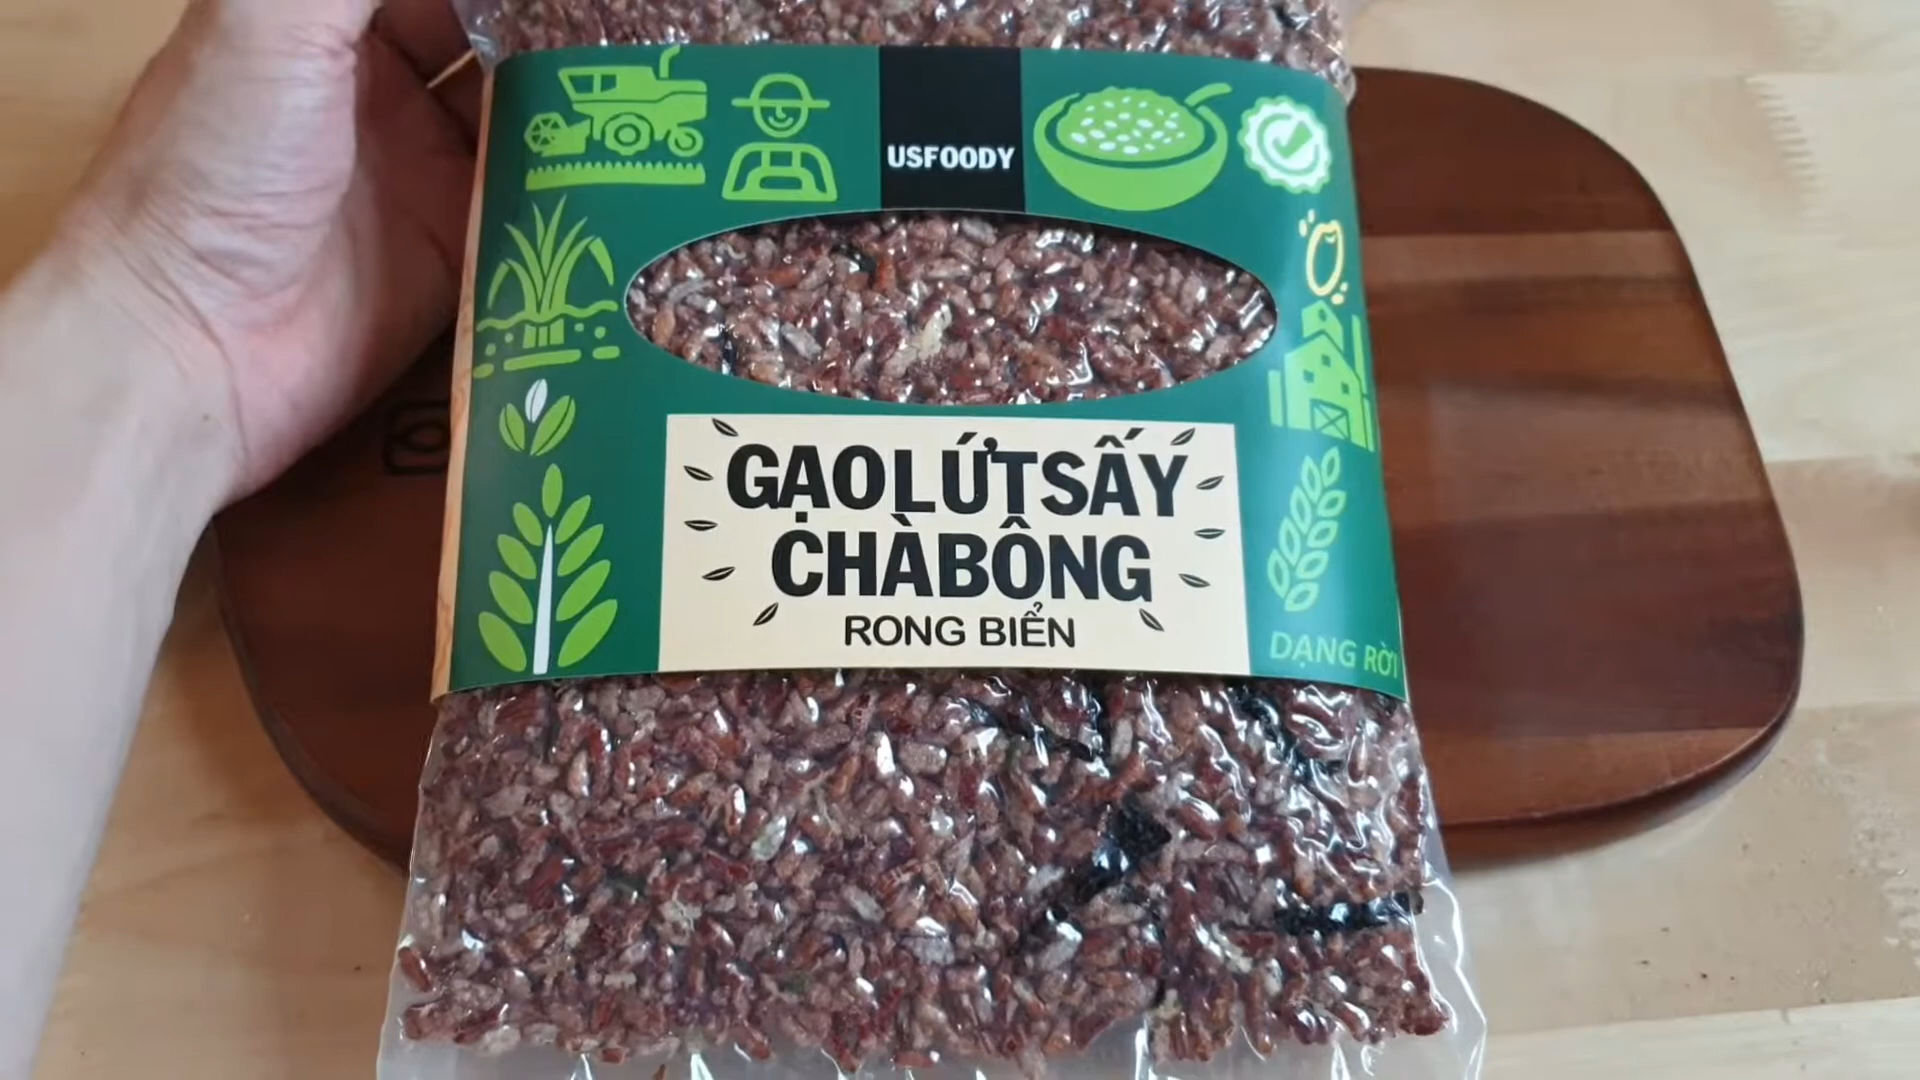 USFOODY
GẠO LỨT SẤY
CHÀ BÔNG
RONG BIỂN
DẠNG RỜI